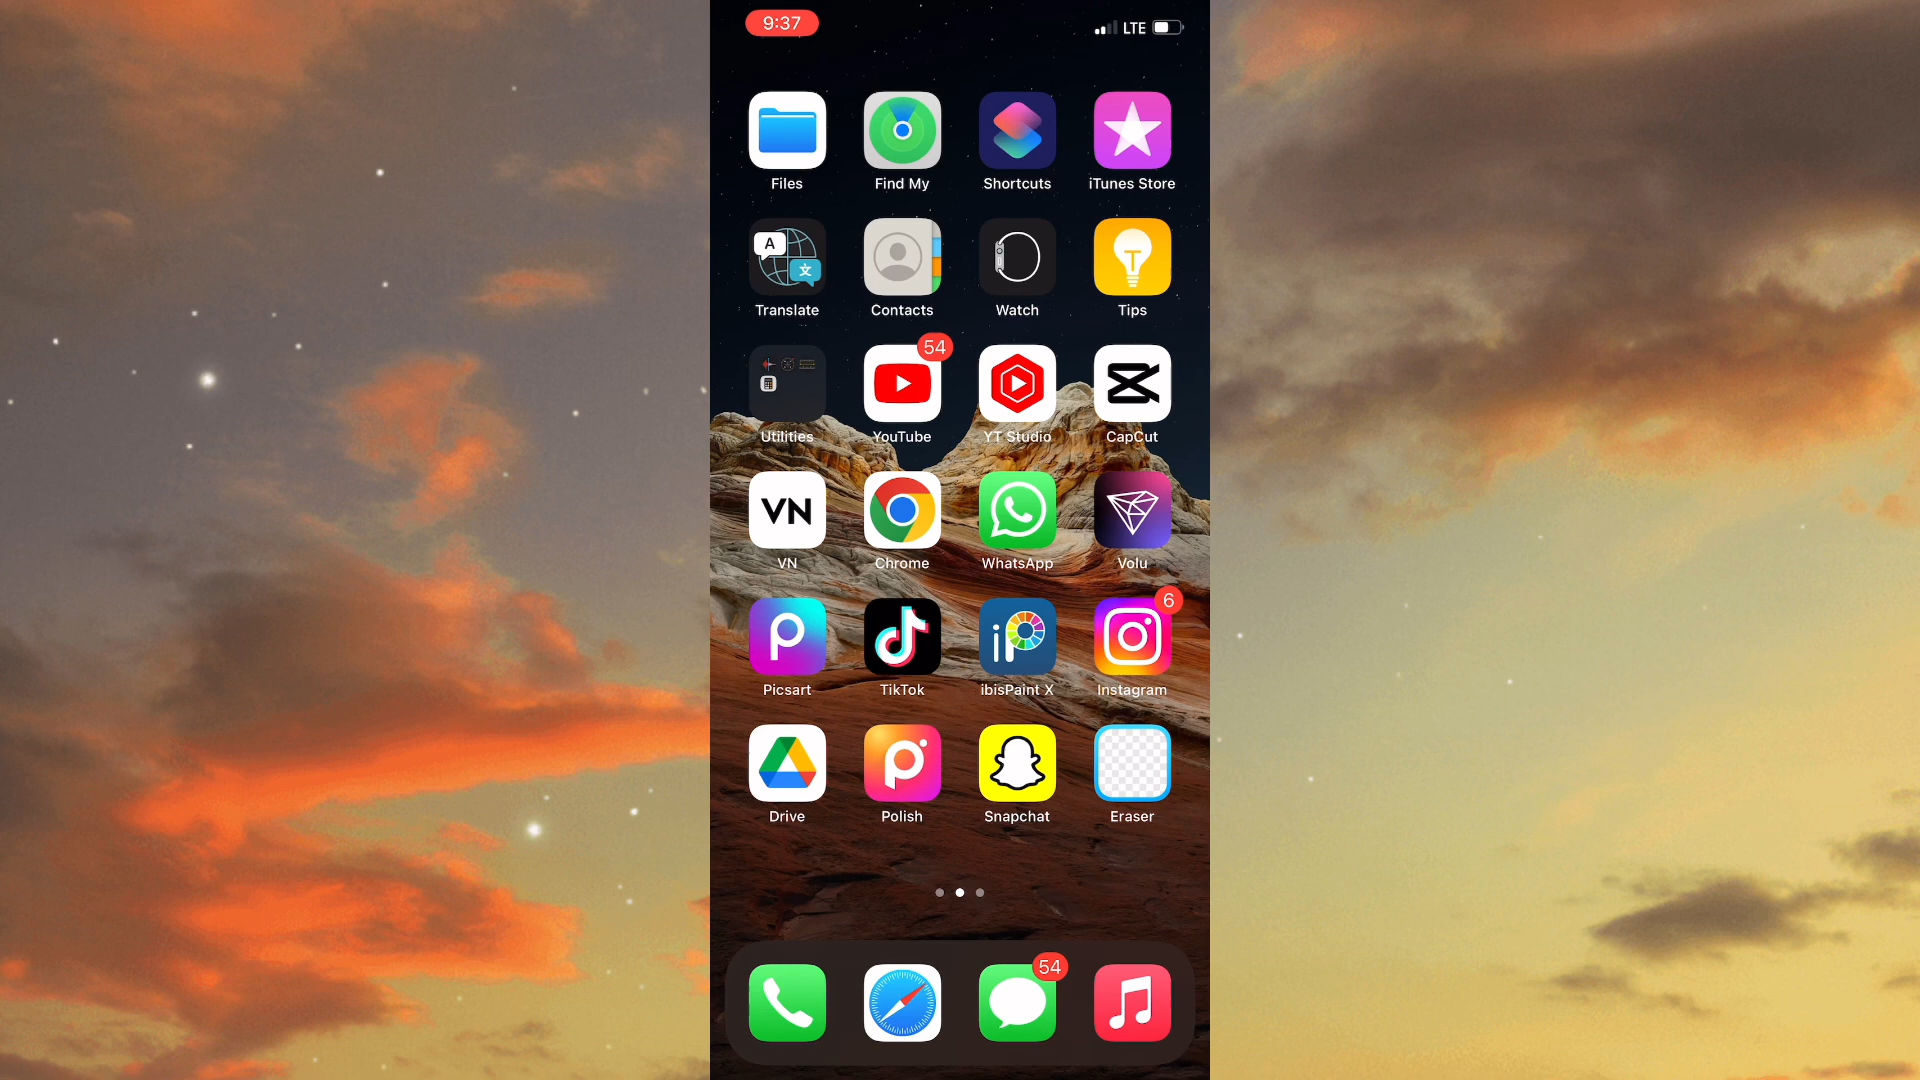 9:37
LTE
Files
Find My
Shortcuts
iTunes Store
A
文
Translate
Contacts
Watch
Tips
54
Utilities
YouTube
YT Studio
CapCut
VN
VN
Chrome
WhatsApp
Volu
6
iP
Picsart
TikTok
ibisPaint X
Instagram
Drive
Polish
Snapchat
Eraser
54